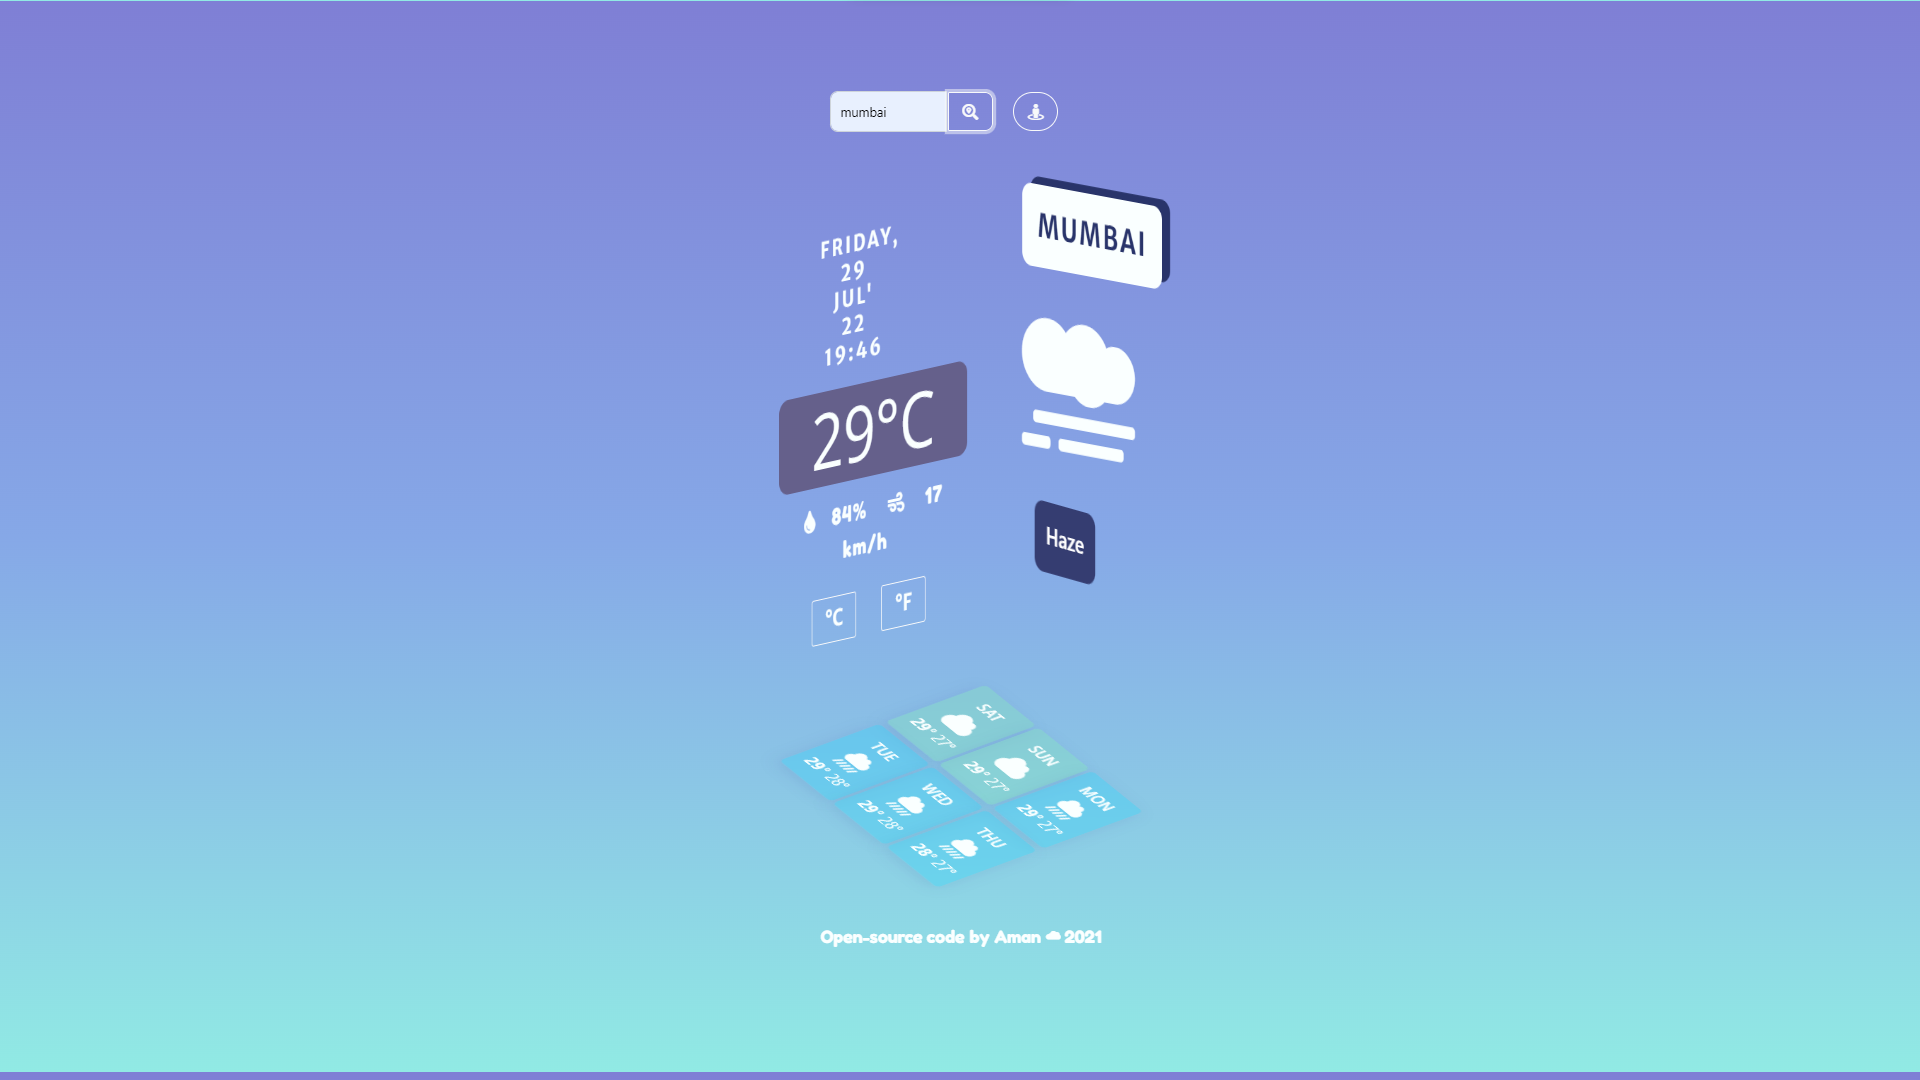 mumbai
MUMBAI
FRIDAY,
29
JUL'
22
19:46
29°C
84% 17
km/h
Haze
°C °F
SAT
29° 27°
SUN
29° 27°
MON
29° 27°
TUE
29° 28°
WED
29° 28°
THU
28° 27°
Open-source code by Aman 2021